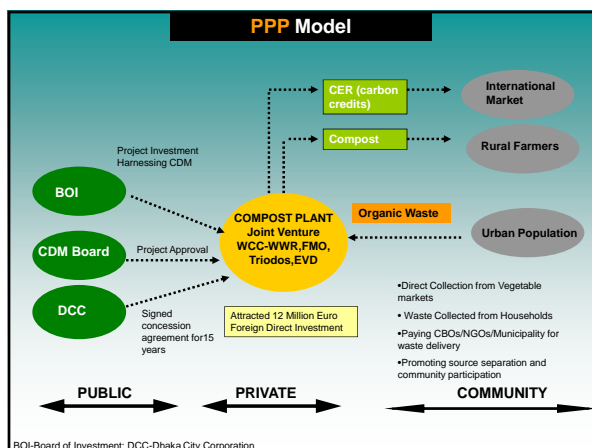 PPP Model
CER (carbon
credits)
International
Market
Compost
Rural Farmers
Project Investment
Harnessing CDM
BOI
COMPOST PLANT
Joint Venture
WCC-WWR,FMO,
Triodos,EVD
Organic Waste
Urban Population
CDM Board
Project Approval
DCC
Signed
concession
agreement for15
years
Attracted 12 Million Euro
Foreign Direct Investment
•Direct Collection from Vegetable
markets
• Waste Collected from Households
•Paying CBOs/NGOs/Municipality for
waste delivery
•Promoting source separation and
community participation
PUBLIC
PRIVATE
COMMUNITY
BOI-Board of Investment; DCC-Dhaka City Corporation